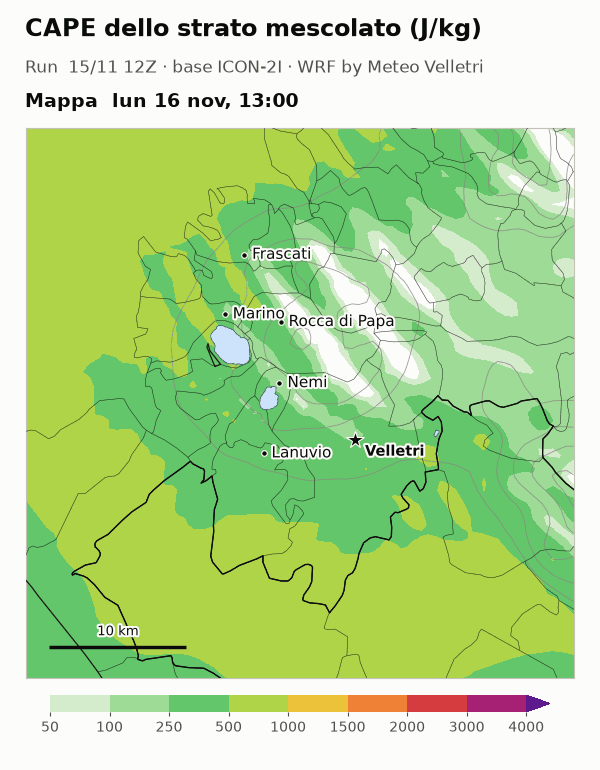 CAPE dello strato mescolato (J/kg)
Run  15/11 12Z · base ICON-2I · WRF by Meteo Velletri
Mappa  lun 16 nov, 13:00
Frascati
Marino
Rocca di Papa
Nemi
Velletri
Lanuvio
10 km
50 100 250 500 1000 1500 2000 3000 4000